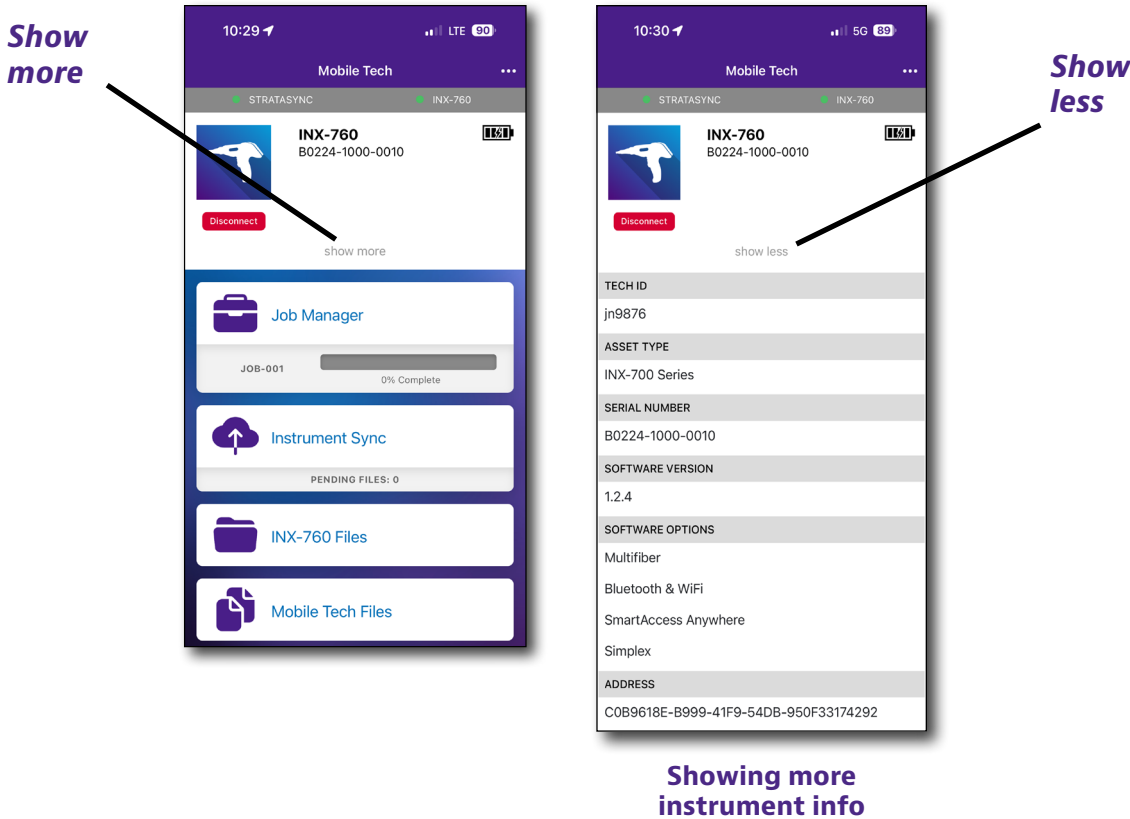 Show
more
10:29
LTE 90
Mobile Tech
STRATASYNC
INX-760
INX-760
B0224-1000-0010
Disconnect
show more
Job Manager
JOB-001
0% Complete
Instrument Sync
PENDING FILES: 0
INX-760 Files
Mobile Tech Files
10:30
5G 89
Mobile Tech
STRATASYNC
INX-760
INX-760
B0224-1000-0010
Disconnect
show less
TECH ID
jn9876
ASSET TYPE
INX-700 Series
SERIAL NUMBER
B0224-1000-0010
SOFTWARE VERSION
1.2.4
SOFTWARE OPTIONS
Multifiber
Bluetooth & WiFi
SmartAccess Anywhere
Simplex
ADDRESS
C0B9618E-B999-41F9-54DB-950F33174292
Show
less
Showing more
instrument info